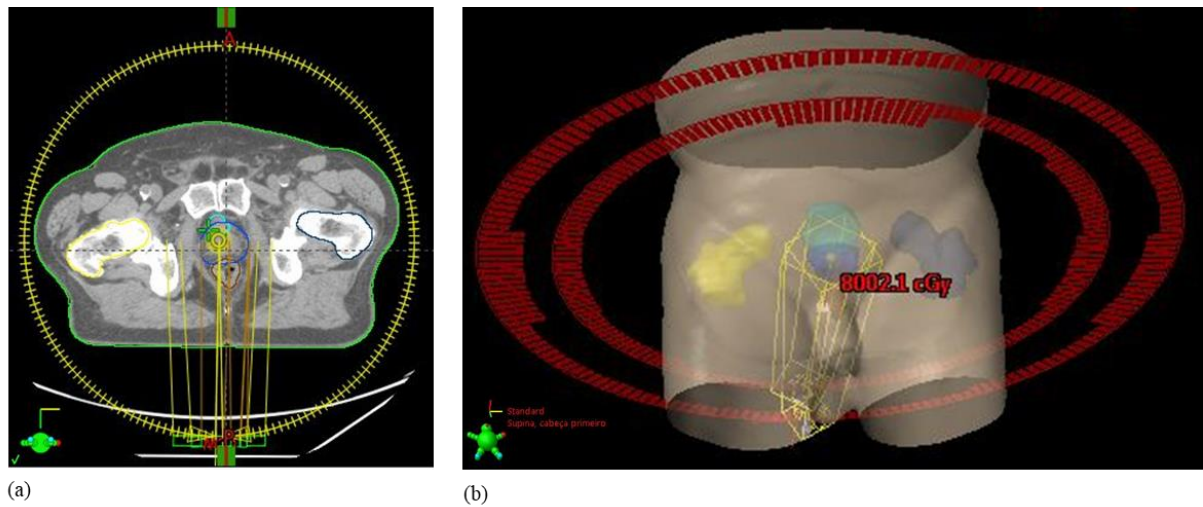 A
8002.1 cGy
Standard
Supina, cabeça primeiro
(a)
(b)